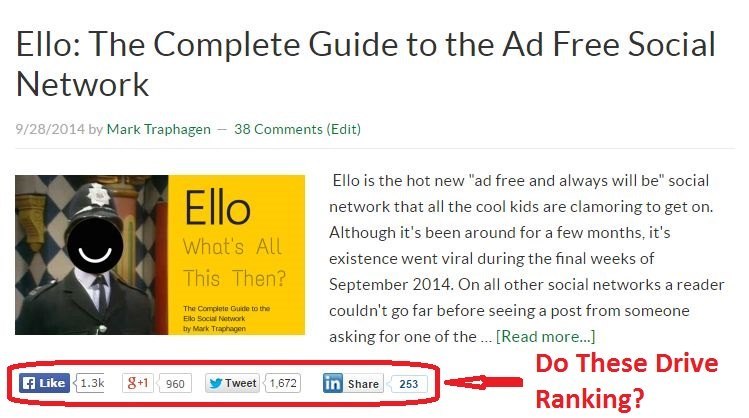 Ello: The Complete Guide to the Ad Free Social
Network
9/28/2014 by Mark Traphagen — 38 Comments (Edit)
Ello
What's All
This Then?
The Complete Guide to the
Ello Social Network
by Mark Traphagen
Ello is the hot new "ad free and always will be" social
network that all the cool kids are clamoring to get on.
Although it's been around for a few months, it's
existence went viral during the final weeks of
September 2014. On all other social networks a reader
couldn't go far before seeing a post from someone
asking for one of the ... [Read more...]
f Like 1.3k g+1 960 Tweet 1,672 in Share 253
Do These Drive
Ranking?